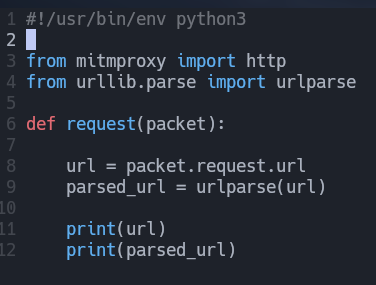 1 #!/usr/bin/env python3
2
3 from mitmproxy import http
4 from urllib.parse import urlparse
5
6 def request(packet):
7
8     url = packet.request.url
9     parsed_url = urlparse(url)
10
11     print(url)
12     print(parsed_url)